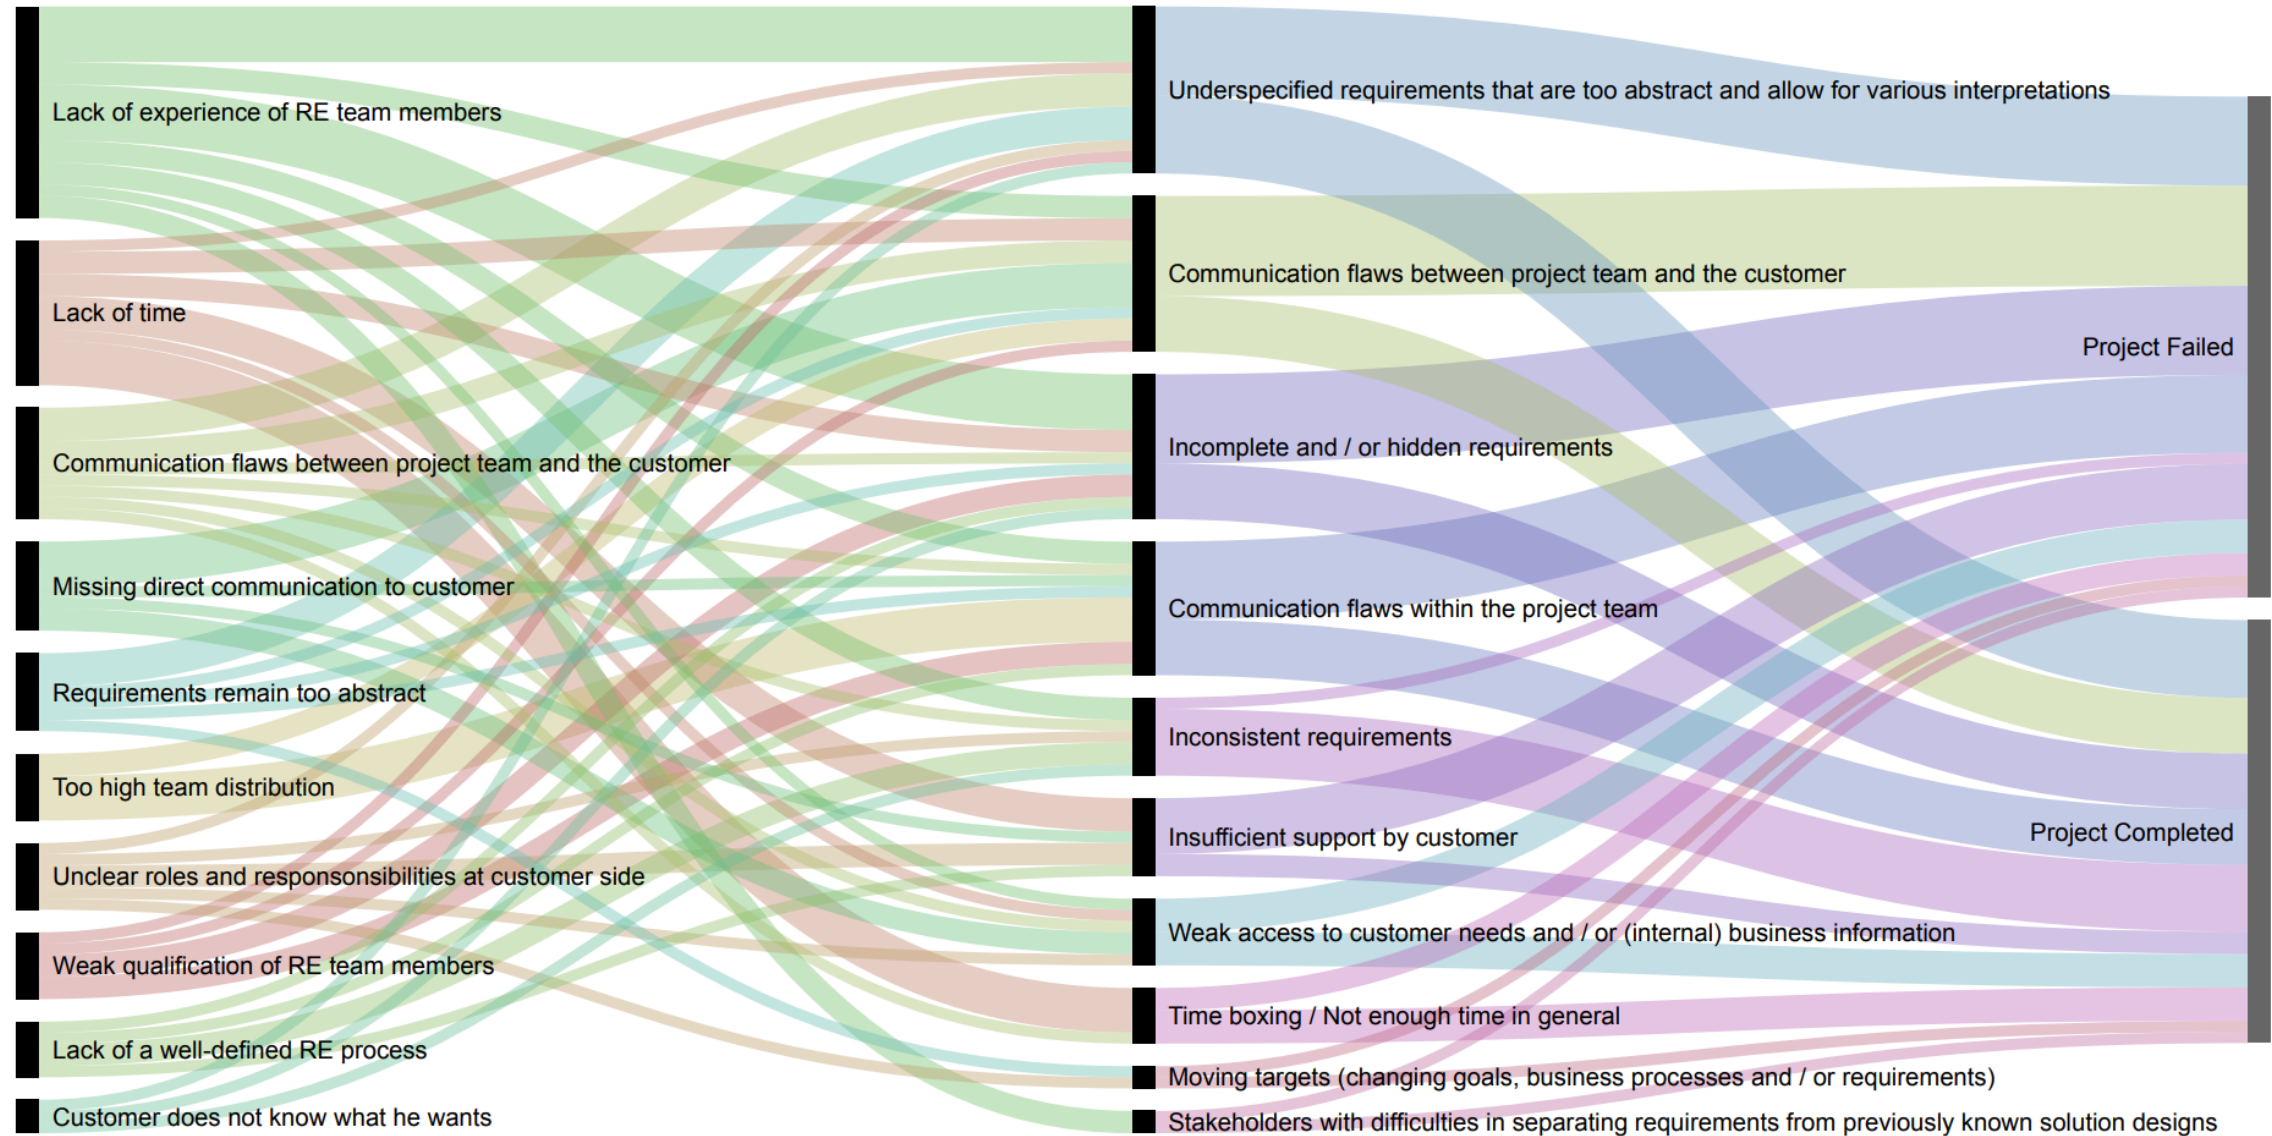 Lack of experience of RE team members
Lack of time
Communication flaws between project team and the customer
Missing direct communication to customer
Requirements remain too abstract
Too high team distribution
Unclear roles and responsonsibilities at customer side
Weak qualification of RE team members
Lack of a well-defined RE process
Customer does not know what he wants
Underspecified requirements that are too abstract and allow for various interpretations
Communication flaws between project team and the customer
Incomplete and / or hidden requirements
Communication flaws within the project team
Inconsistent requirements
Insufficient support by customer
Weak access to customer needs and / or (internal) business information
Time boxing / Not enough time in general
Moving targets (changing goals, business processes and / or requirements)
Stakeholders with difficulties in separating requirements from previously known solution designs
Project Failed
Project Completed